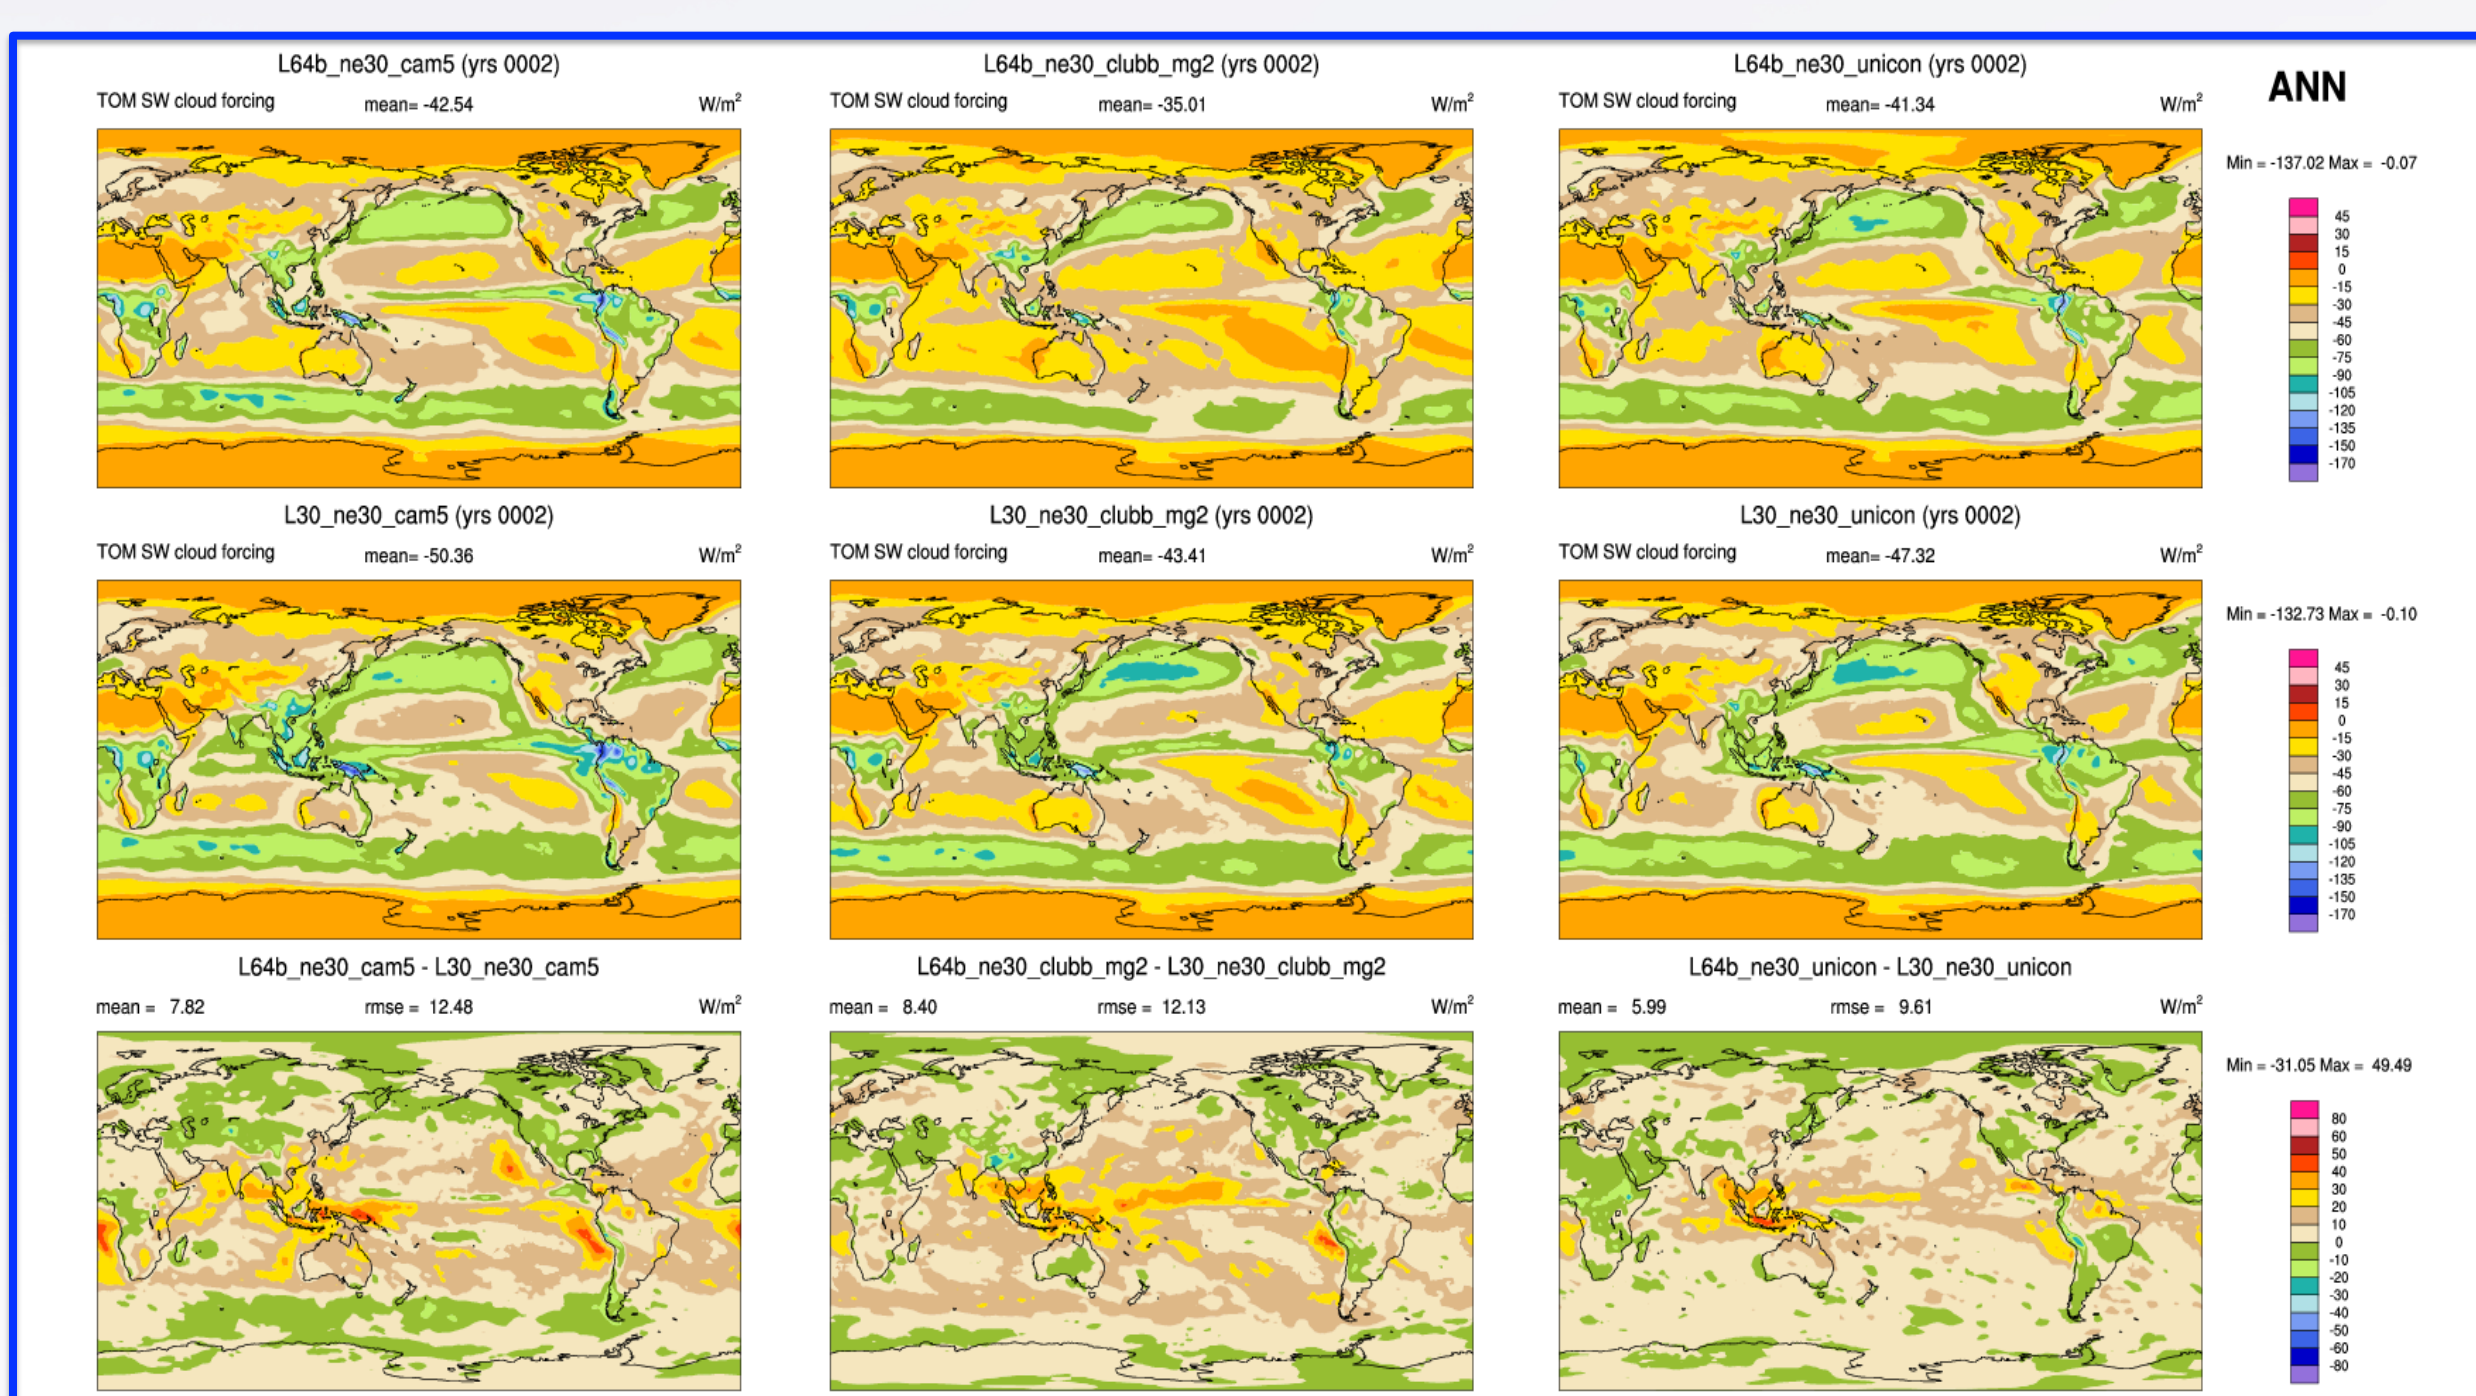 L64b_ne30_cam5 (yrs 0002)
TOM SW cloud forcing mean= -42.54 W/m²
L64b_ne30_clubb_mg2 (yrs 0002)
TOM SW cloud forcing mean= -35.01 W/m²
L64b_ne30_unicon (yrs 0002)
TOM SW cloud forcing mean= -41.34 W/m²
ANN
Min = -137.02 Max = -0.07
45
30
15
0
-15
-30
-45
-60
-75
-90
-105
-120
-135
-150
-170
L30_ne30_cam5 (yrs 0002)
TOM SW cloud forcing mean= -50.36 W/m²
L30_ne30_clubb_mg2 (yrs 0002)
TOM SW cloud forcing mean= -43.41 W/m²
L30_ne30_unicon (yrs 0002)
TOM SW cloud forcing mean= -47.32 W/m²
Min = -132.73 Max = -0.10
45
30
15
0
-15
-30
-45
-60
-75
-90
-105
-120
-135
-150
-170
L64b_ne30_cam5 - L30_ne30_cam5
mean = 7.82 rmse = 12.48 W/m²
L64b_ne30_clubb_mg2 - L30_ne30_clubb_mg2
mean = 8.40 rmse = 12.13 W/m²
L64b_ne30_unicon - L30_ne30_unicon
mean = 5.99 rmse = 9.61 W/m²
Min = -31.05 Max = 49.49
80
60
50
40
30
20
10
0
-10
-20
-30
-40
-50
-60
-80